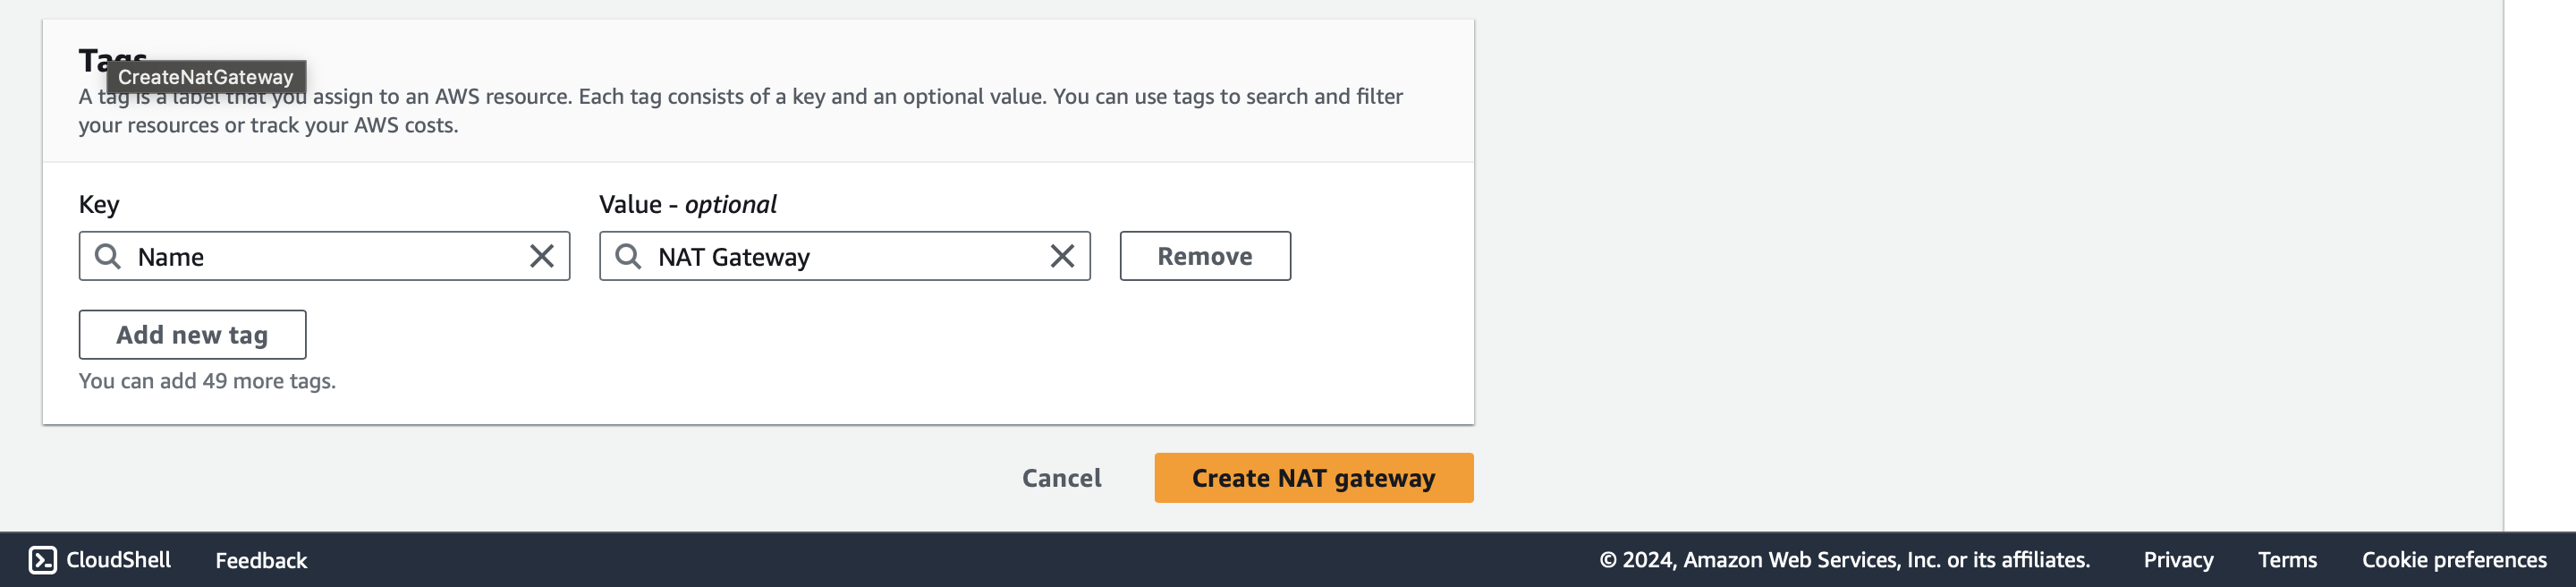 Tags
CreateNatGateway
A tag is a label that you assign to an AWS resource. Each tag consists of a key and an optional value. You can use tags to search and filter
your resources or track your AWS costs.
Key
Value - optional
Name
NAT Gateway
Remove
Add new tag
You can add 49 more tags.
Cancel
Create NAT gateway
CloudShell
Feedback
© 2024, Amazon Web Services, Inc. or its affiliates.
Privacy
Terms
Cookie preferences